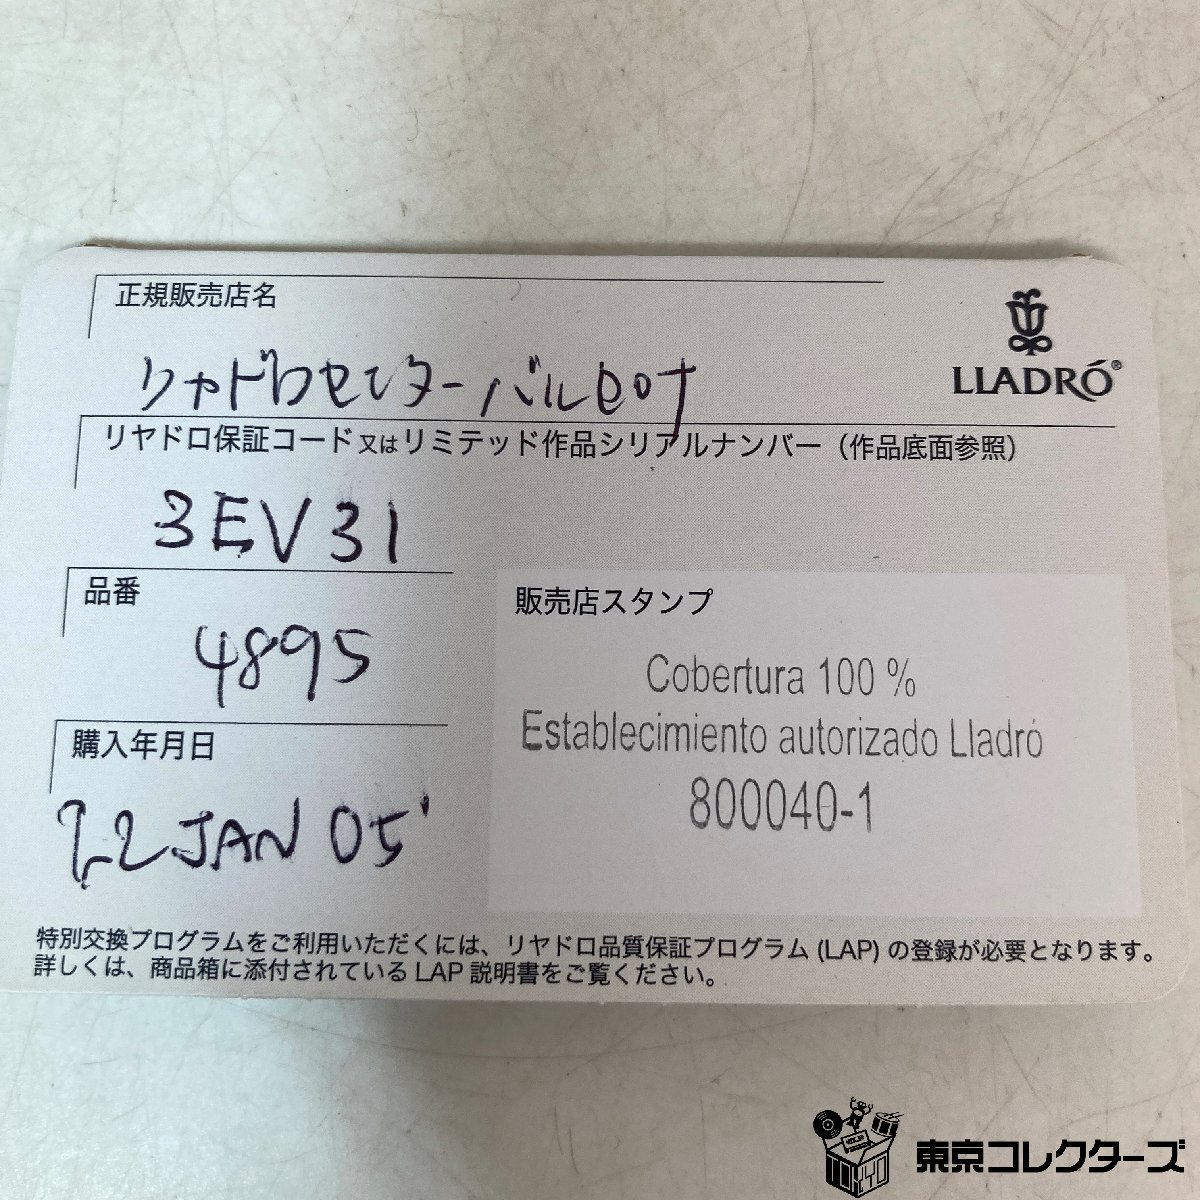 正規販売店名
LLADRÓ®
リヤドロセンターバルセロナ
リヤドロ保証コード又はリミテッド作品シリアルナンバー(作品底面参照)
3EV31
品番
4895
販売店スタンプ
Cobertura 100 %
Establecimiento autorizado Lladró
800040-1
購入年月日
22 JAN 05'
特別交換プログラムをご利用いただくには、リヤドロ品質保証プログラム(LAP)の登録が必要となります。
詳しくは、商品箱に添付されているLAP説明書をご覧ください。
東京コレクターズ